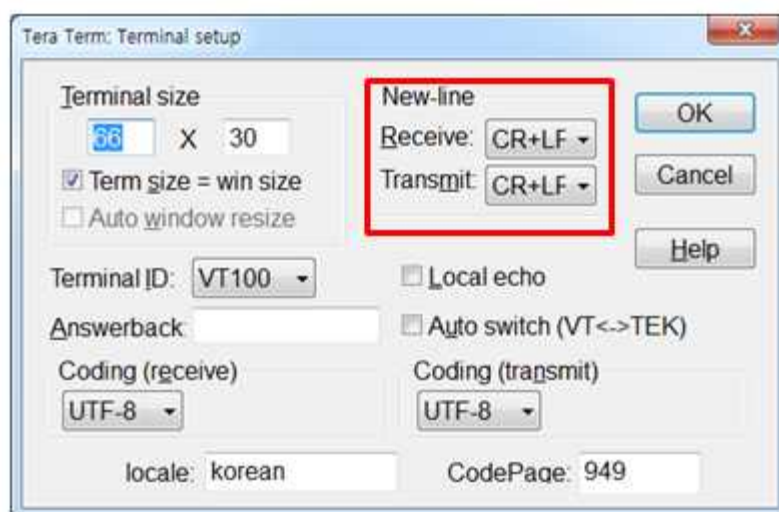 Tera Term: Terminal setup
Terminal size
66 X 30
Term size = win size
Auto window resize
New-line
Receive: CR+LF
Transmit: CR+LF
OK
Cancel
Help
Terminal ID: VT100
Local echo
Answerback:
Auto switch (VT<->TEK)
Coding (receive)
UTF-8
Coding (transmit)
UTF-8
locale: korean
CodePage: 949